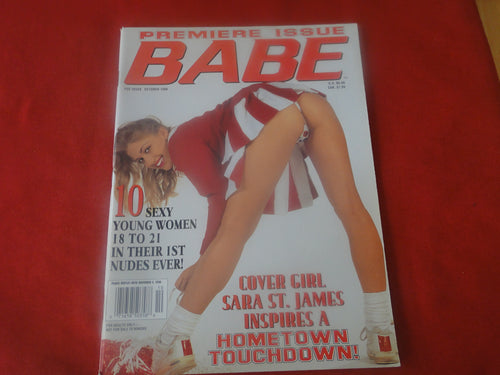 PREMIERE ISSUE
BABE
10 SEXY
YOUNG WOMEN
18 TO 21
IN THEIR 1ST
NUDES EVER!
COVER GIRL
SARA ST. JAMES
INSPIRES A
HOMETOWN
TOUCHDOWN!